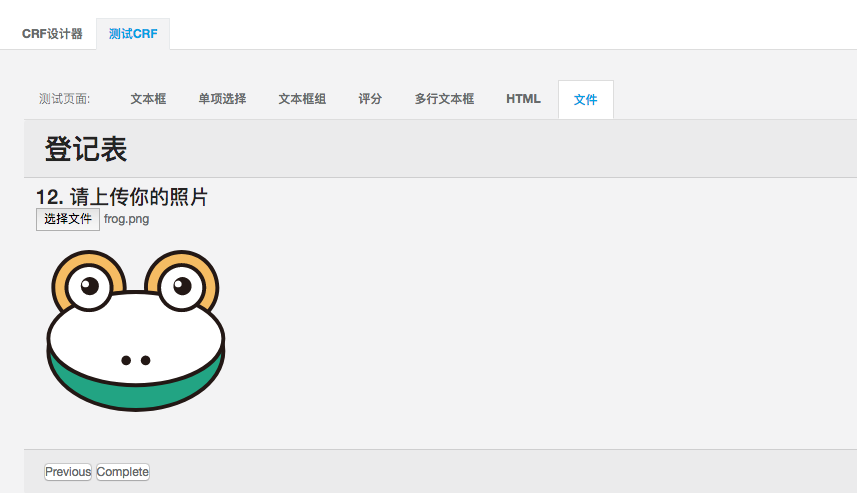 CRF设计器 测试CRF
测试页面: 文本框 单项选择 文本框组 评分 多行文本框 HTML 文件
登记表
12. 请上传你的照片
选择文件 frog.png
Previous Complete